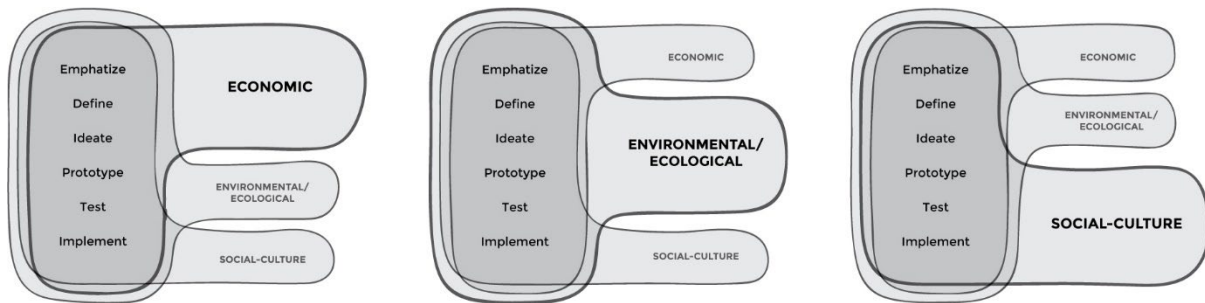 Emphatize
Define
Ideate
Prototype
Test
Implement
ECONOMIC
ENVIRONMENTAL/
ECOLOGICAL
SOCIAL-CULTURE
Emphatize
Define
Ideate
Prototype
Test
Implement
ECONOMIC
ENVIRONMENTAL/
ECOLOGICAL
SOCIAL-CULTURE
Emphatize
Define
Ideate
Prototype
Test
Implement
ECONOMIC
ENVIRONMENTAL/
ECOLOGICAL
SOCIAL-CULTURE